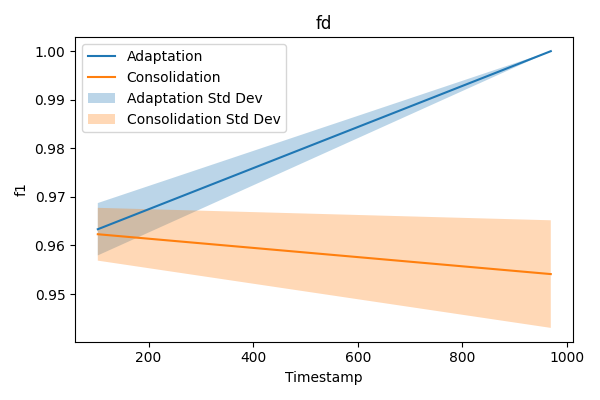 fd
1.00
0.99
0.98
0.97
0.96
0.95
f1
Adaptation
Consolidation
Adaptation Std Dev
Consolidation Std Dev
200
400
600
800
1000
Timestamp